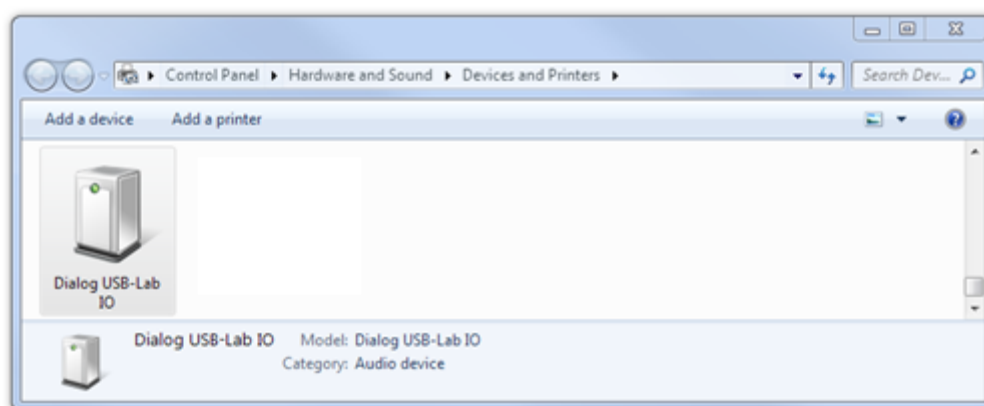 Control Panel Hardware and Sound Devices and Printers Search Dev...
Add a device Add a printer
Dialog USB-Lab
IO
Dialog USB-Lab IO Model: Dialog USB-Lab IO
Category: Audio device